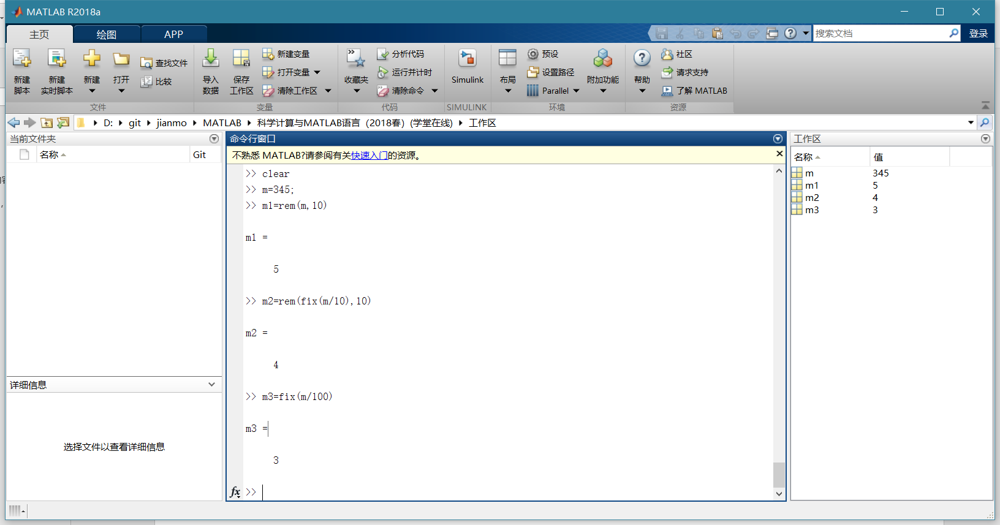 MATLAB R2018a
主页 绘图 APP
搜索文档 登录
新建 脚本
新建 实时脚本
新建
打开
查找文件
比较
文件
导入 数据
保存 工作区
新建变量
打开变量
清除工作区
变量
收藏夹
分析代码
运行并计时
清除命令
代码
Simulink
SIMULINK
布局
预设
设置路径
Parallel
附加功能
环境
帮助
社区
请求支持
了解 MATLAB
资源
D: git jianmo MATLAB 科学计算与MATLAB语言（2018春）(学堂在线) 工作区
当前文件夹
名称 Git
详细信息
选择文件以查看详细信息
命令行窗口
不熟悉 MATLAB?请参阅有关快速入门的资源。
>> clear
>> m=345;
>> m1=rem(m,10)
m1 =
5
>> m2=rem(fix(m/10),10)
m2 =
4
>> m3=fix(m/100)
m3 =
3
fx >>
工作区
名称 值
m 345
m1 5
m2 4
m3 3